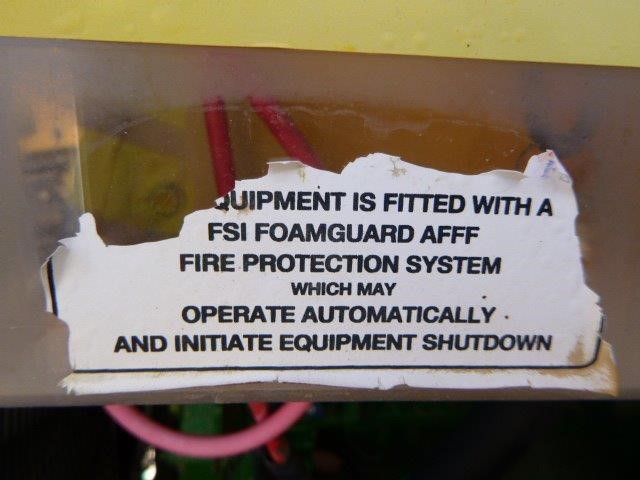 QUIPMENT IS FITTED WITH A
FSI FOAMGUARD AFFF
FIRE PROTECTION SYSTEM
WHICH MAY
OPERATE AUTOMATICALLY
AND INITIATE EQUIPMENT SHUTDOWN